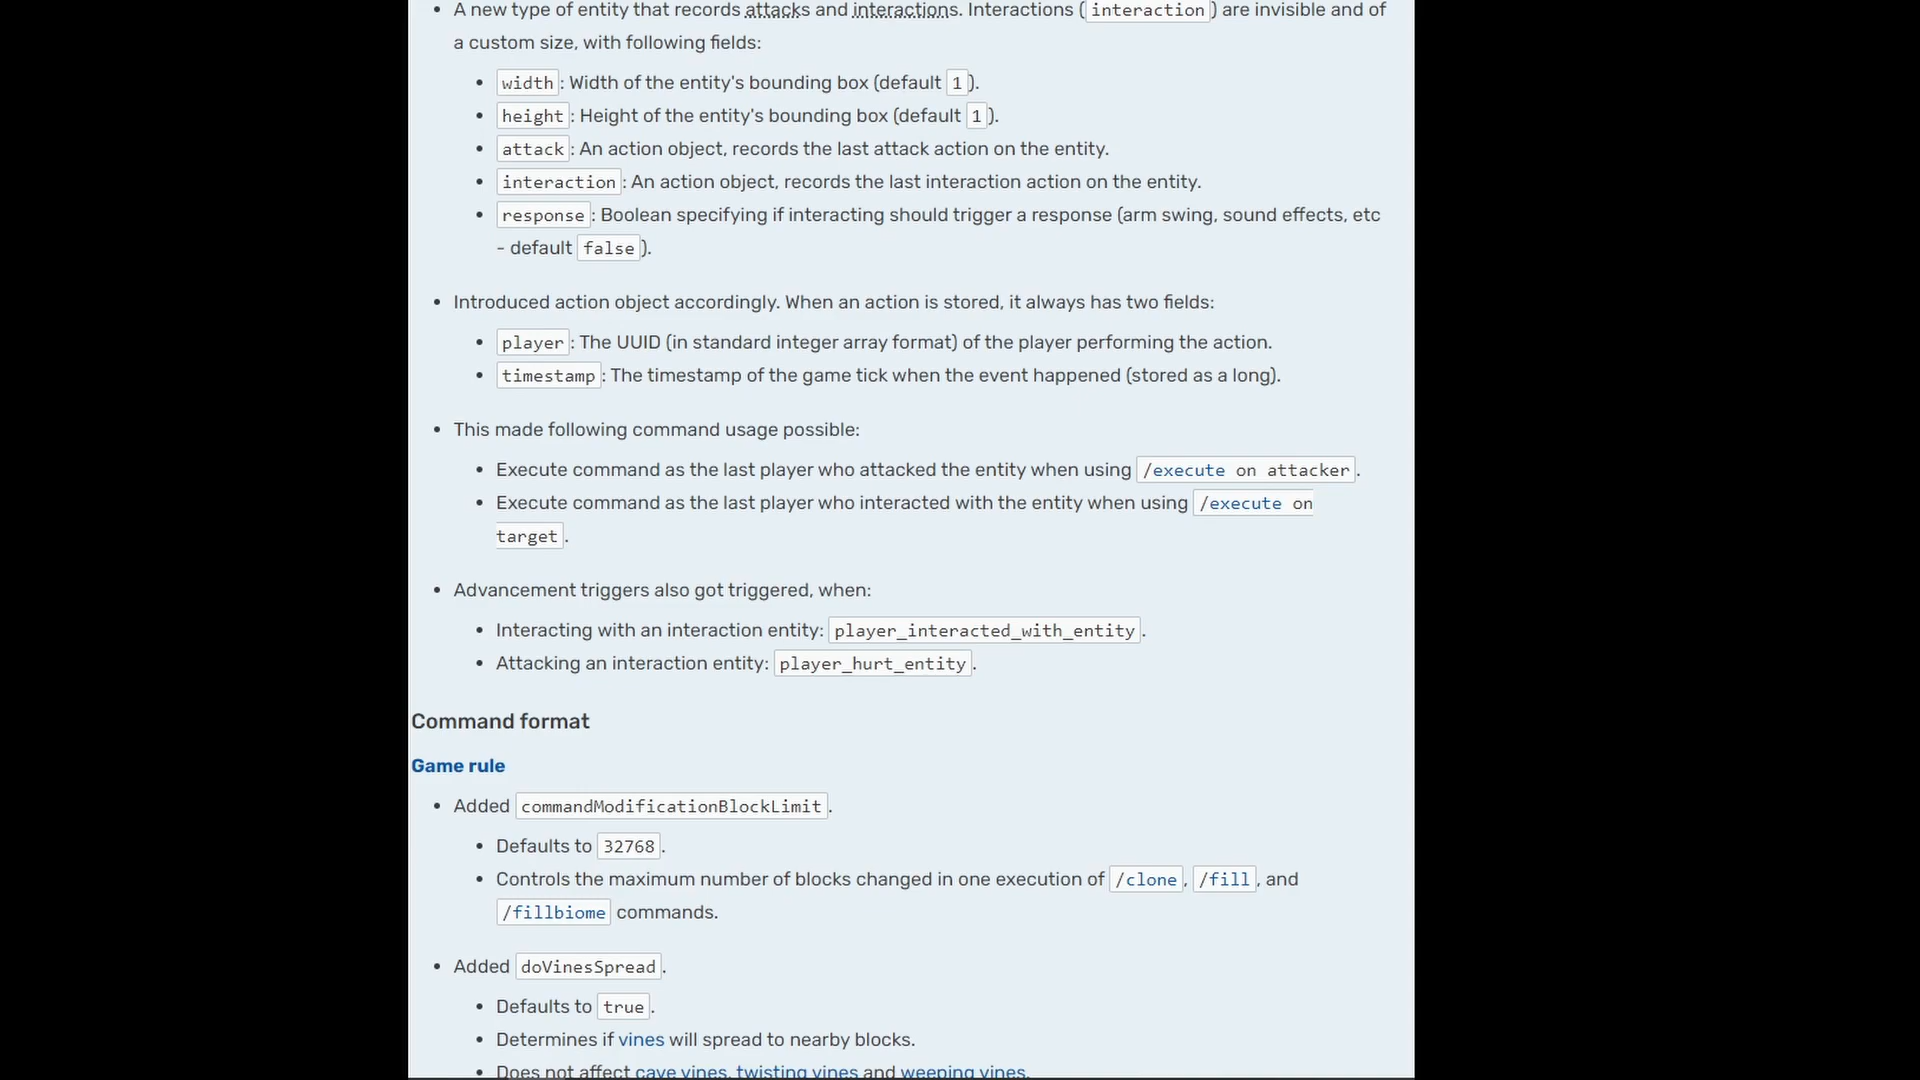 A new type of entity that records attacks and interactions. Interactions ( interaction ) are invisible and of
a custom size, with following fields:
width : Width of the entity's bounding box (default 1 ).
height : Height of the entity's bounding box (default 1 ).
attack : An action object, records the last attack action on the entity.
interaction : An action object, records the last interaction action on the entity.
response : Boolean specifying if interacting should trigger a response (arm swing, sound effects, etc
- default false ).
Introduced action object accordingly. When an action is stored, it always has two fields:
player : The UUID (in standard integer array format) of the player performing the action.
timestamp : The timestamp of the game tick when the event happened (stored as a long).
This made following command usage possible:
Execute command as the last player who attacked the entity when using /execute on attacker .
Execute command as the last player who interacted with the entity when using /execute on
target .
Advancement triggers also got triggered, when:
Interacting with an interaction entity: player_interacted_with_entity .
Attacking an interaction entity: player_hurt_entity .
Command format
Game rule
Added commandModificationBlockLimit .
Defaults to 32768 .
Controls the maximum number of blocks changed in one execution of /clone , /fill , and
/fillbiome commands.
Added doVinesSpread .
Defaults to true .
Determines if vines will spread to nearby blocks.
Does not affect cave vines, twisting vines and weeping vines.